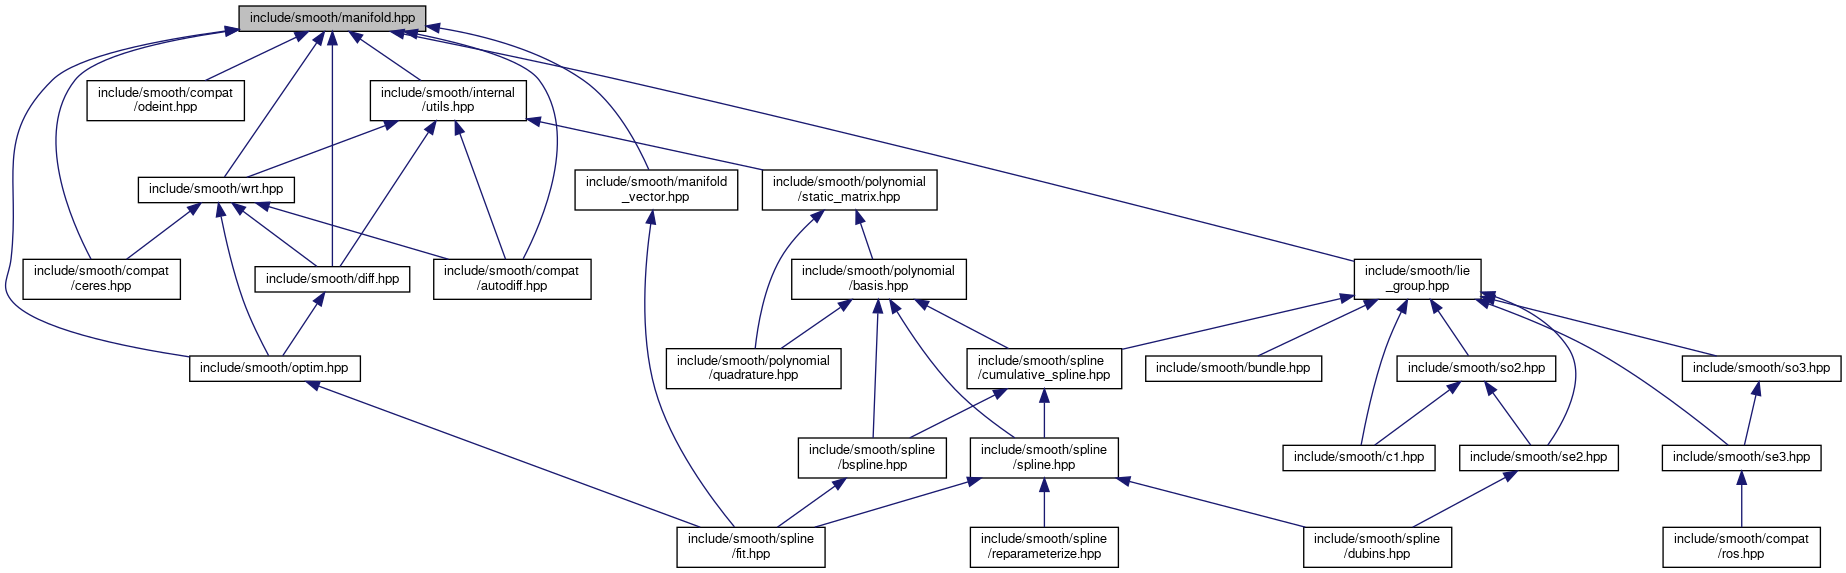 include/smooth/manifold.hpp
include/smooth/compat
/odeint.hpp
include/smooth/internal
/utils.hpp
include/smooth/wrt.hpp
include/smooth/manifold
_vector.hpp
include/smooth/polynomial
/static_matrix.hpp
include/smooth/compat
/ceres.hpp
include/smooth/diff.hpp
include/smooth/compat
/autodiff.hpp
include/smooth/polynomial
/basis.hpp
include/smooth/lie
_group.hpp
include/smooth/optim.hpp
include/smooth/polynomial
/quadrature.hpp
include/smooth/spline
/cumulative_spline.hpp
include/smooth/bundle.hpp
include/smooth/so2.hpp
include/smooth/so3.hpp
include/smooth/spline
/bspline.hpp
include/smooth/spline
/spline.hpp
include/smooth/c1.hpp
include/smooth/se2.hpp
include/smooth/se3.hpp
include/smooth/spline
/fit.hpp
include/smooth/spline
/reparameterize.hpp
include/smooth/spline
/dubins.hpp
include/smooth/compat
/ros.hpp